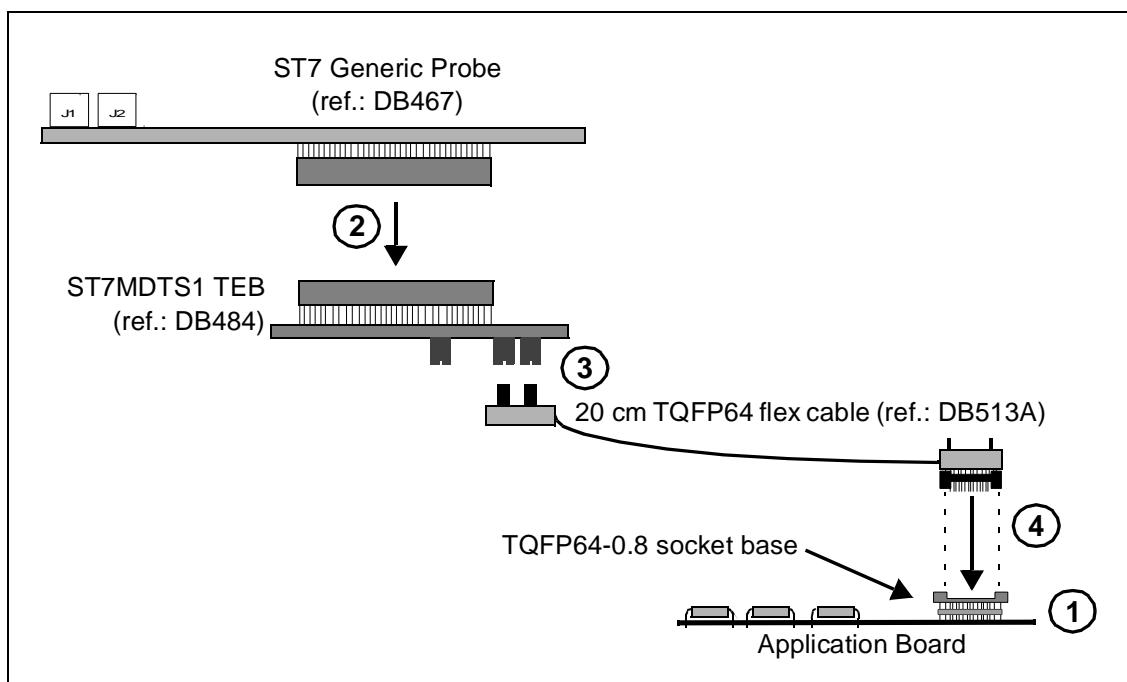 ST7 Generic Probe
(ref.: DB467)
J1 J2
2
ST7MDTS1 TEB
(ref.: DB484)
3
20 cm TQFP64 flex cable (ref.: DB513A)
4
TQFP64-0.8 socket base
1
Application Board